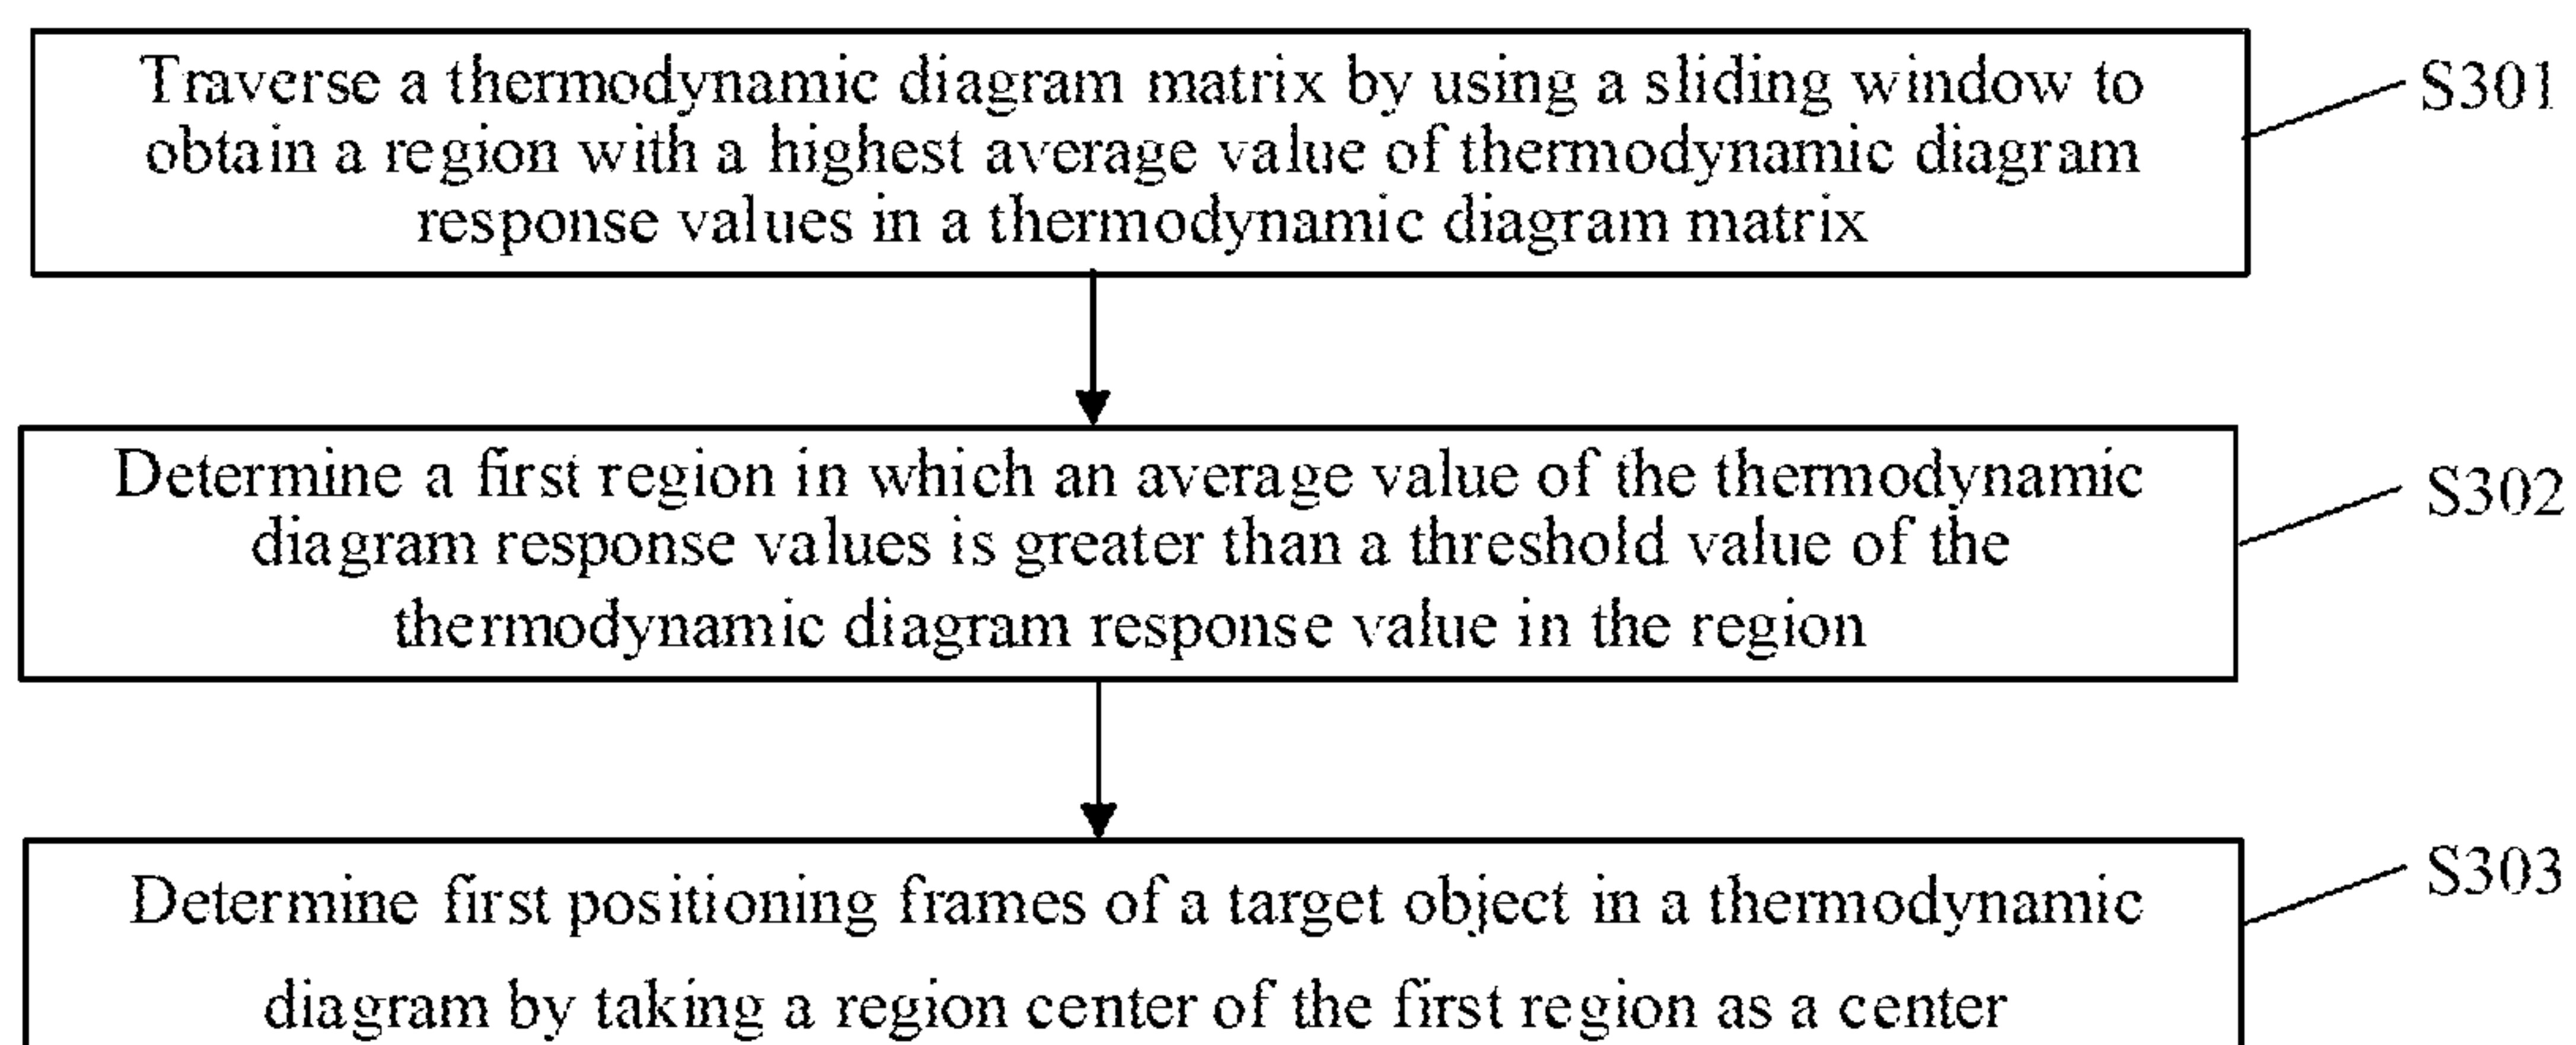 Traverse a thermodynamic diagram matrix by using a sliding window to
obtain a region with a highest average value of thermodynamic diagram
response values in a thermodynamic diagram matrix
S301
Determine a first region in which an average value of the thermodynamic
diagram response values is greater than a threshold value of the
thermodynamic diagram response value in the region
S302
Determine first positioning frames of a target object in a thermodynamic
diagram by taking a region center of the first region as a center
S303